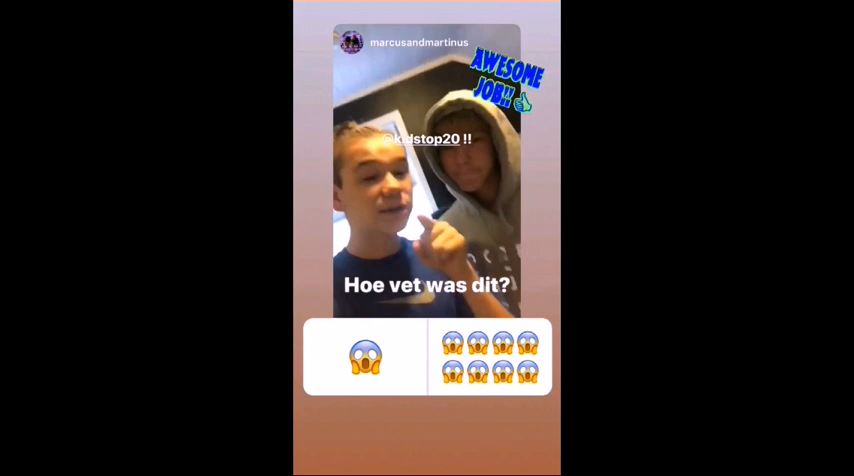 marcusandmartinus
AWESOME
JOB!!
@kidstop20 !!
Hoe vet was dit?